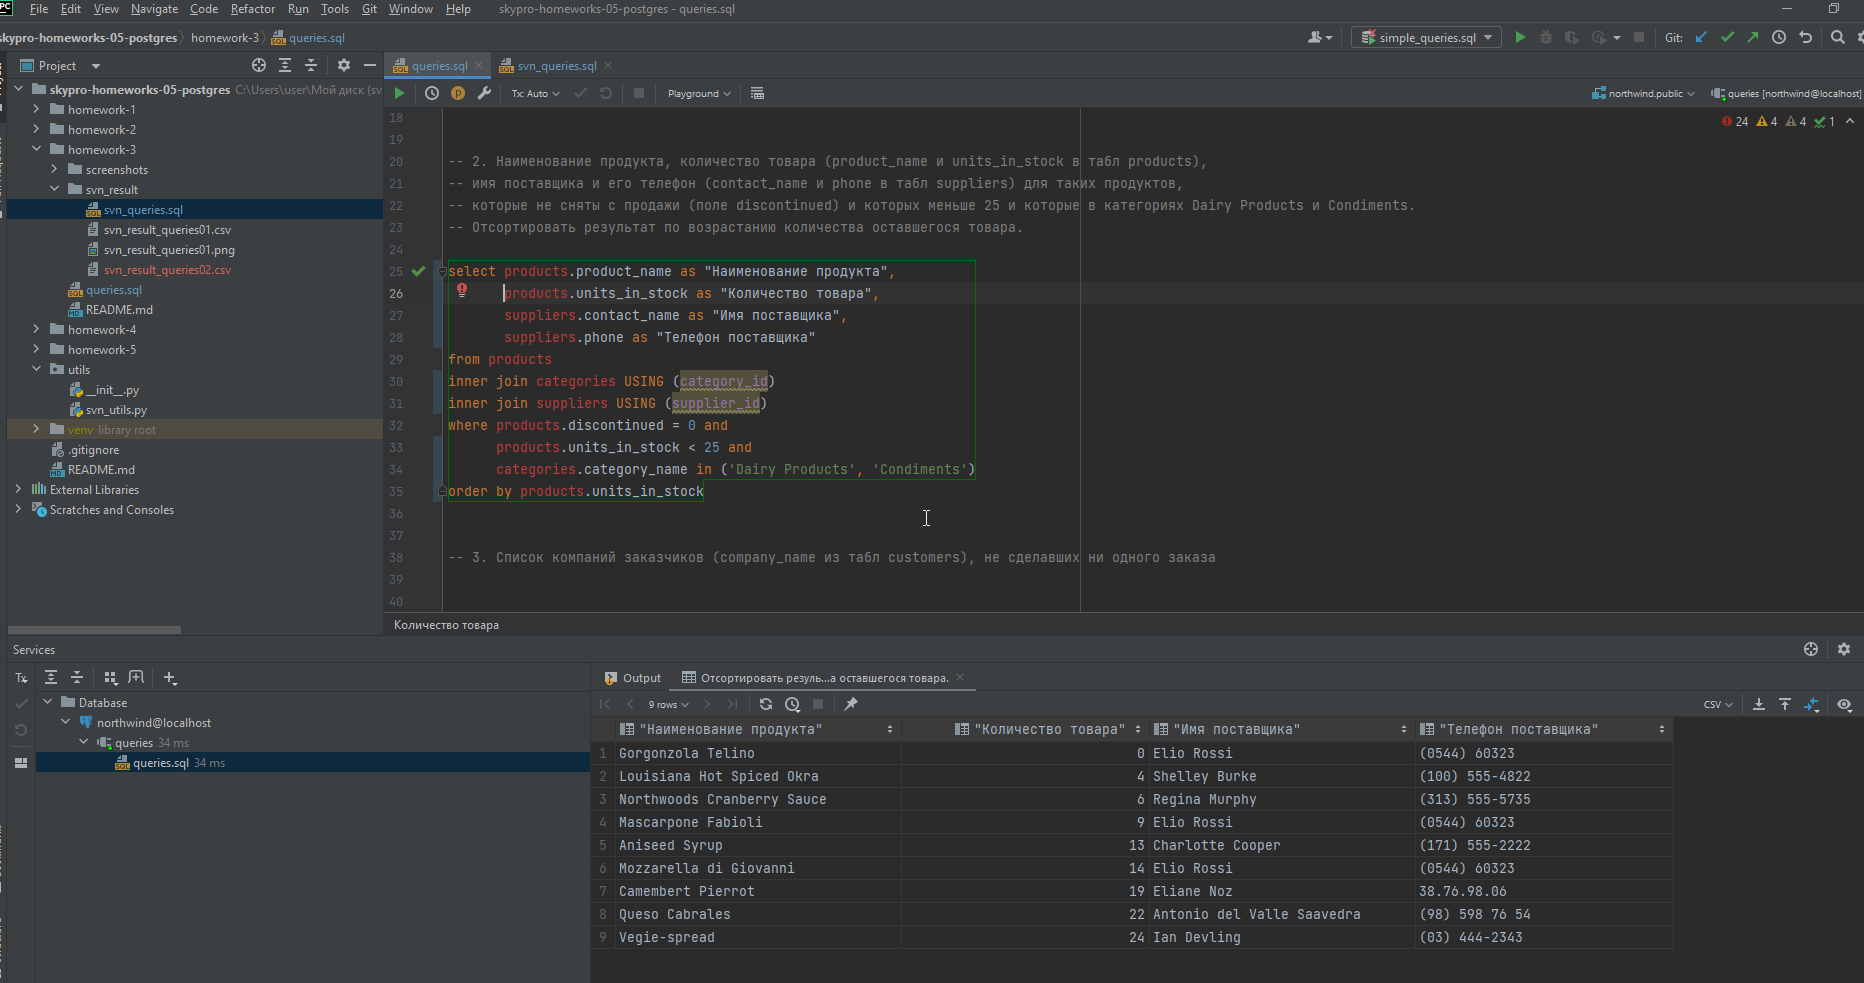 PC File Edit View Navigate Code Refactor Run Tools Git Window Help skypro-homeworks-05-postgres - queries.sql
skypro-homeworks-05-postgres homework-3 queries.sql simple_queries.sql Git:
Project queries.sql svn_queries.sql
skypro-homeworks-05-postgres C:\Users\user\Мой диск (sv
Tx: Auto Playground northwind.public queries [northwind@localhost]
homework-1
homework-2
homework-3
screenshots
svn_result
svn_queries.sql
svn_result_queries01.csv
svn_result_queries01.png
svn_result_queries02.csv
queries.sql
README.md
homework-4
homework-5
utils
__init__.py
svn_utils.py
venv library root
.gitignore
README.md
External Libraries
Scratches and Consoles
24 4 4 1
18
19
20 -- 2. Наименование продукта, количество товара (product_name и units_in_stock в табл products),
21 -- имя поставщика и его телефон (contact_name и phone в табл suppliers) для таких продуктов,
22 -- которые не сняты с продажи (поле discontinued) и которых меньше 25 и которые в категориях Dairy Products и Condiments.
23 -- Отсортировать результат по возрастанию количества оставшегося товара.
24
25 select products.product_name as "Наименование продукта",
26 products.units_in_stock as "Количество товара",
27 suppliers.contact_name as "Имя поставщика",
28 suppliers.phone as "Телефон поставщика"
29 from products
30 inner join categories USING (category_id)
31 inner join suppliers USING (supplier_id)
32 where products.discontinued = 0 and
33 products.units_in_stock < 25 and
34 categories.category_name in ('Dairy Products', 'Condiments')
35 order by products.units_in_stock
36
37
38 -- 3. Список компаний заказчиков (company_name из табл customers), не сделавших ни одного заказа
39
40
Количество товара
Services
Tx
Database
northwind@localhost
queries 34 ms
queries.sql 34 ms
Output Отсортировать резуль...а оставшегося товара.
9 rows CSV
"Наименование продукта" "Количество товара" "Имя поставщика" "Телефон поставщика"
1 Gorgonzola Telino 0 Elio Rossi (0544) 60323
2 Louisiana Hot Spiced Okra 4 Shelley Burke (100) 555-4822
3 Northwoods Cranberry Sauce 6 Regina Murphy (313) 555-5735
4 Mascarpone Fabioli 9 Elio Rossi (0544) 60323
5 Aniseed Syrup 13 Charlotte Cooper (171) 555-2222
6 Mozzarella di Giovanni 14 Elio Rossi (0544) 60323
7 Camembert Pierrot 19 Eliane Noz 38.76.98.06
8 Queso Cabrales 22 Antonio del Valle Saavedra (98) 598 76 54
9 Vegie-spread 24 Ian Devling (03) 444-2343